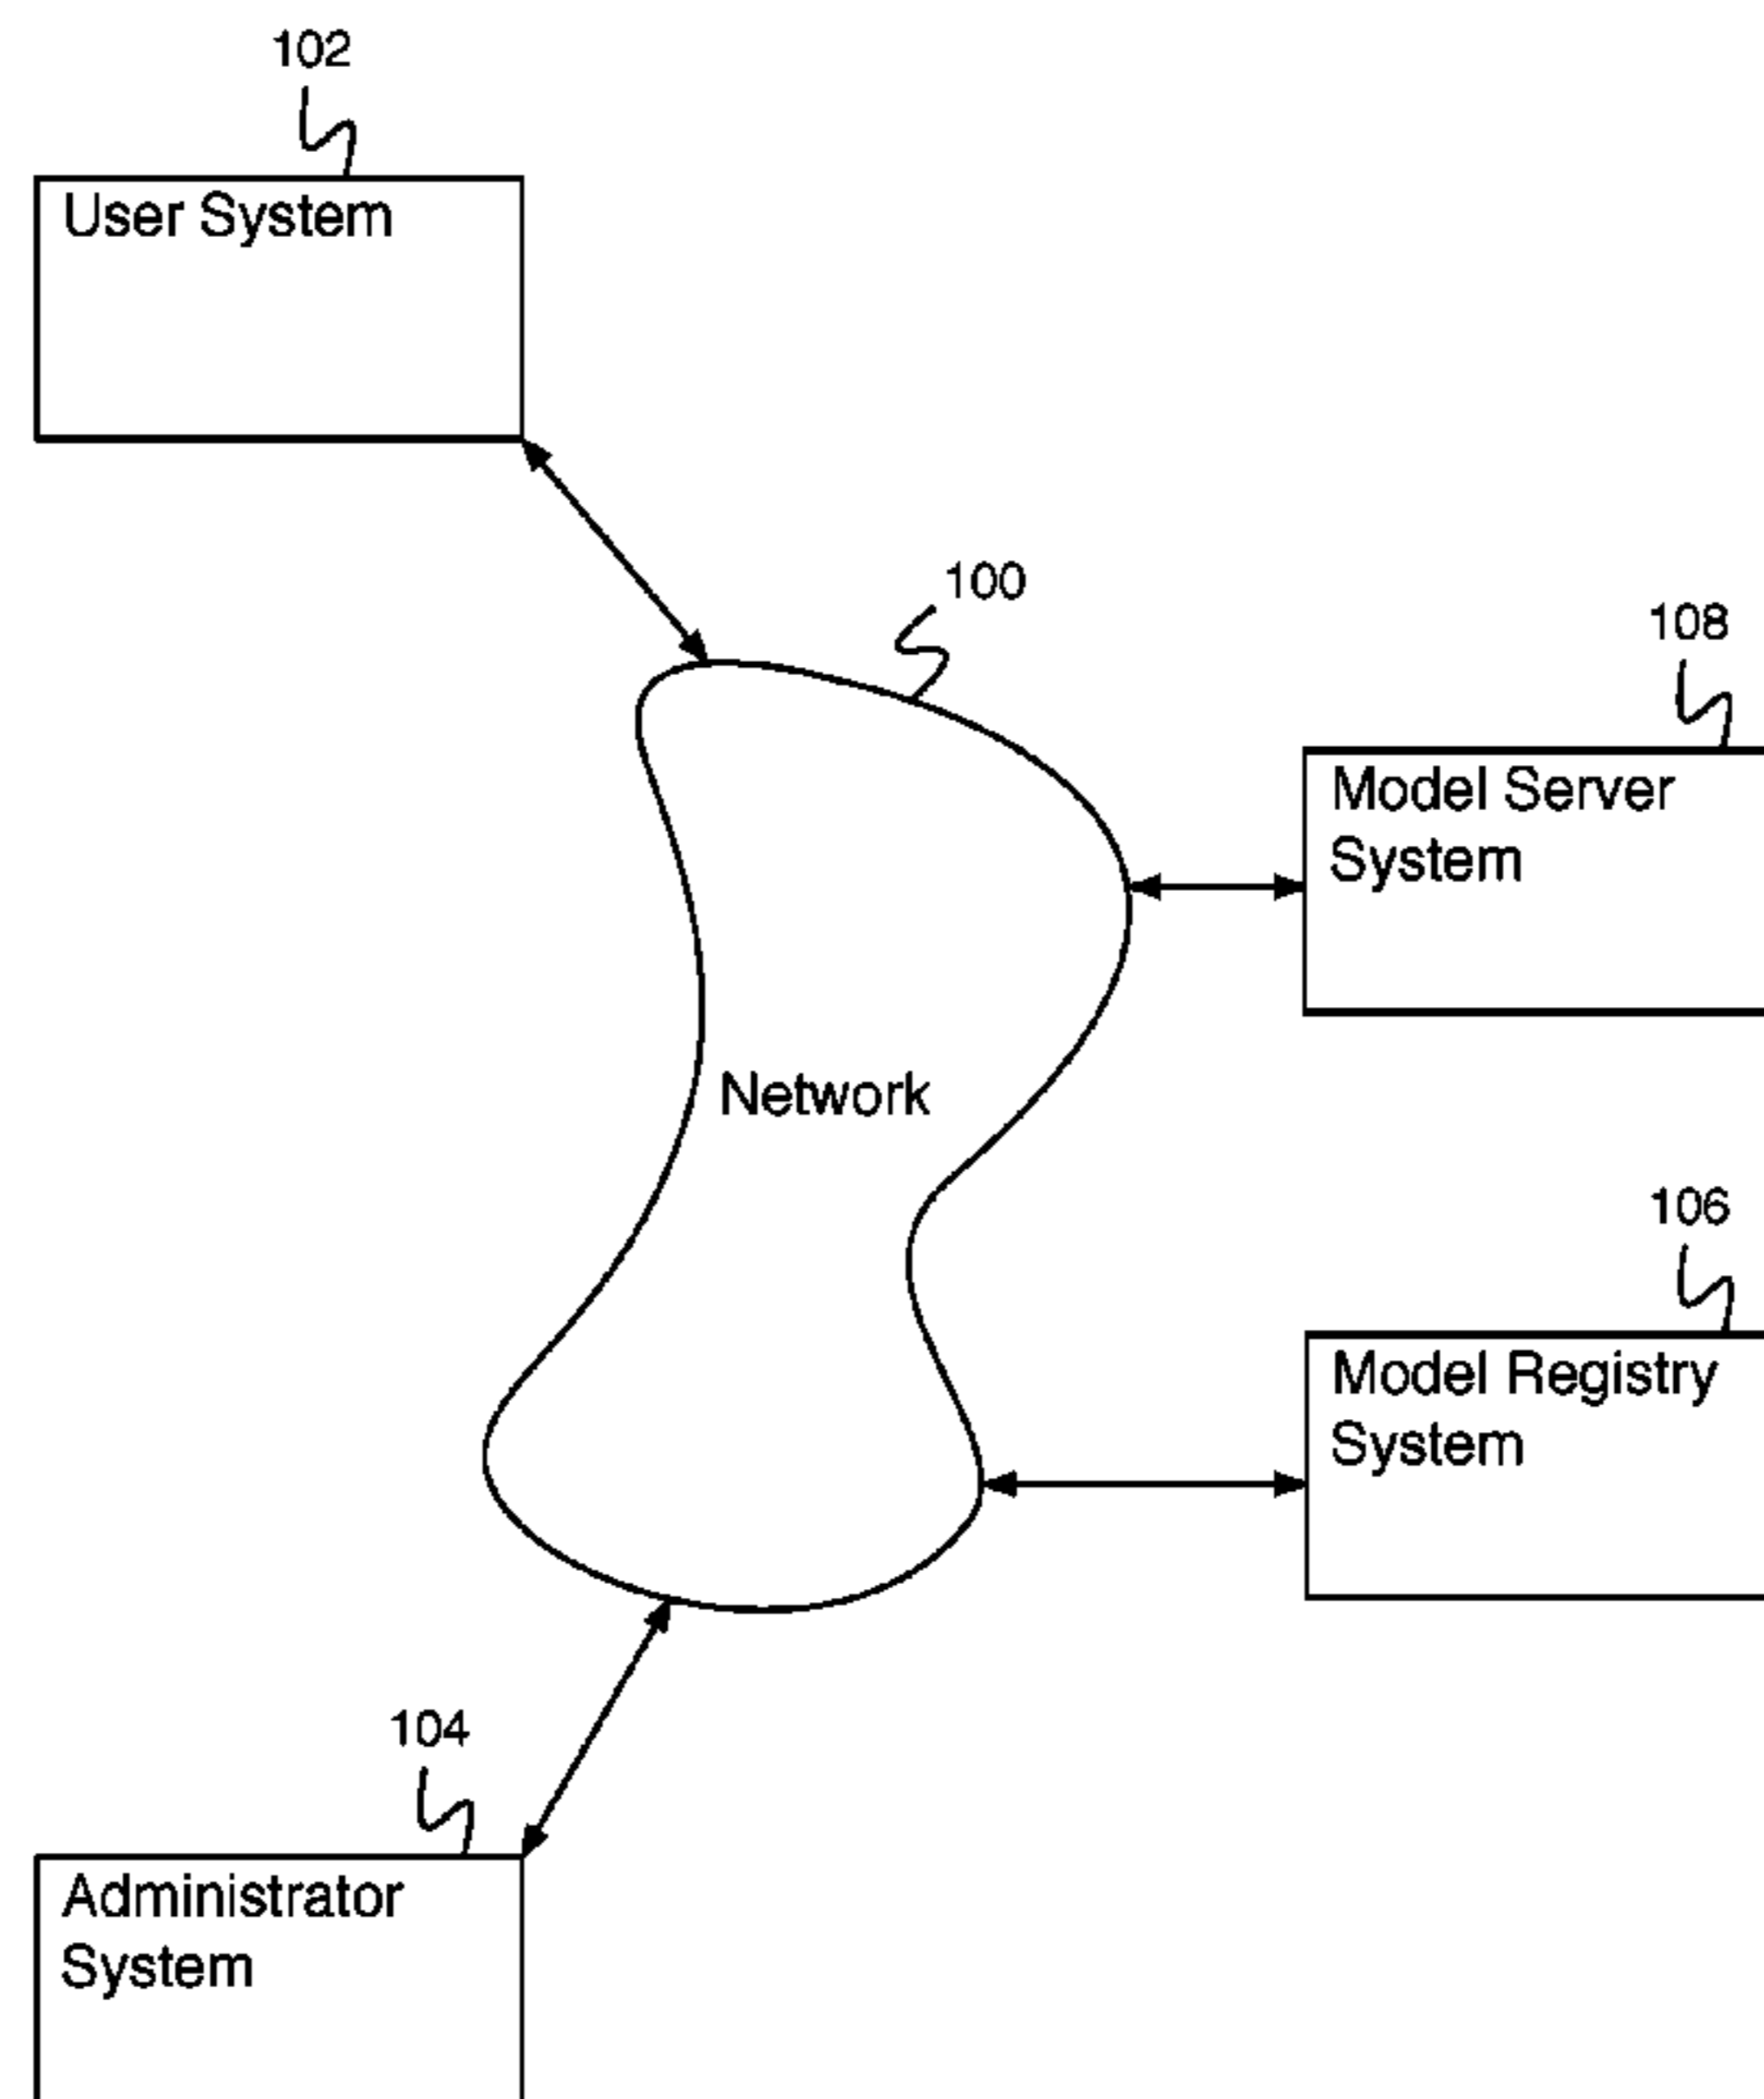 102
User System
100
108
Model Server
System
Network
106
Model Registry
System
104
Administrator
System